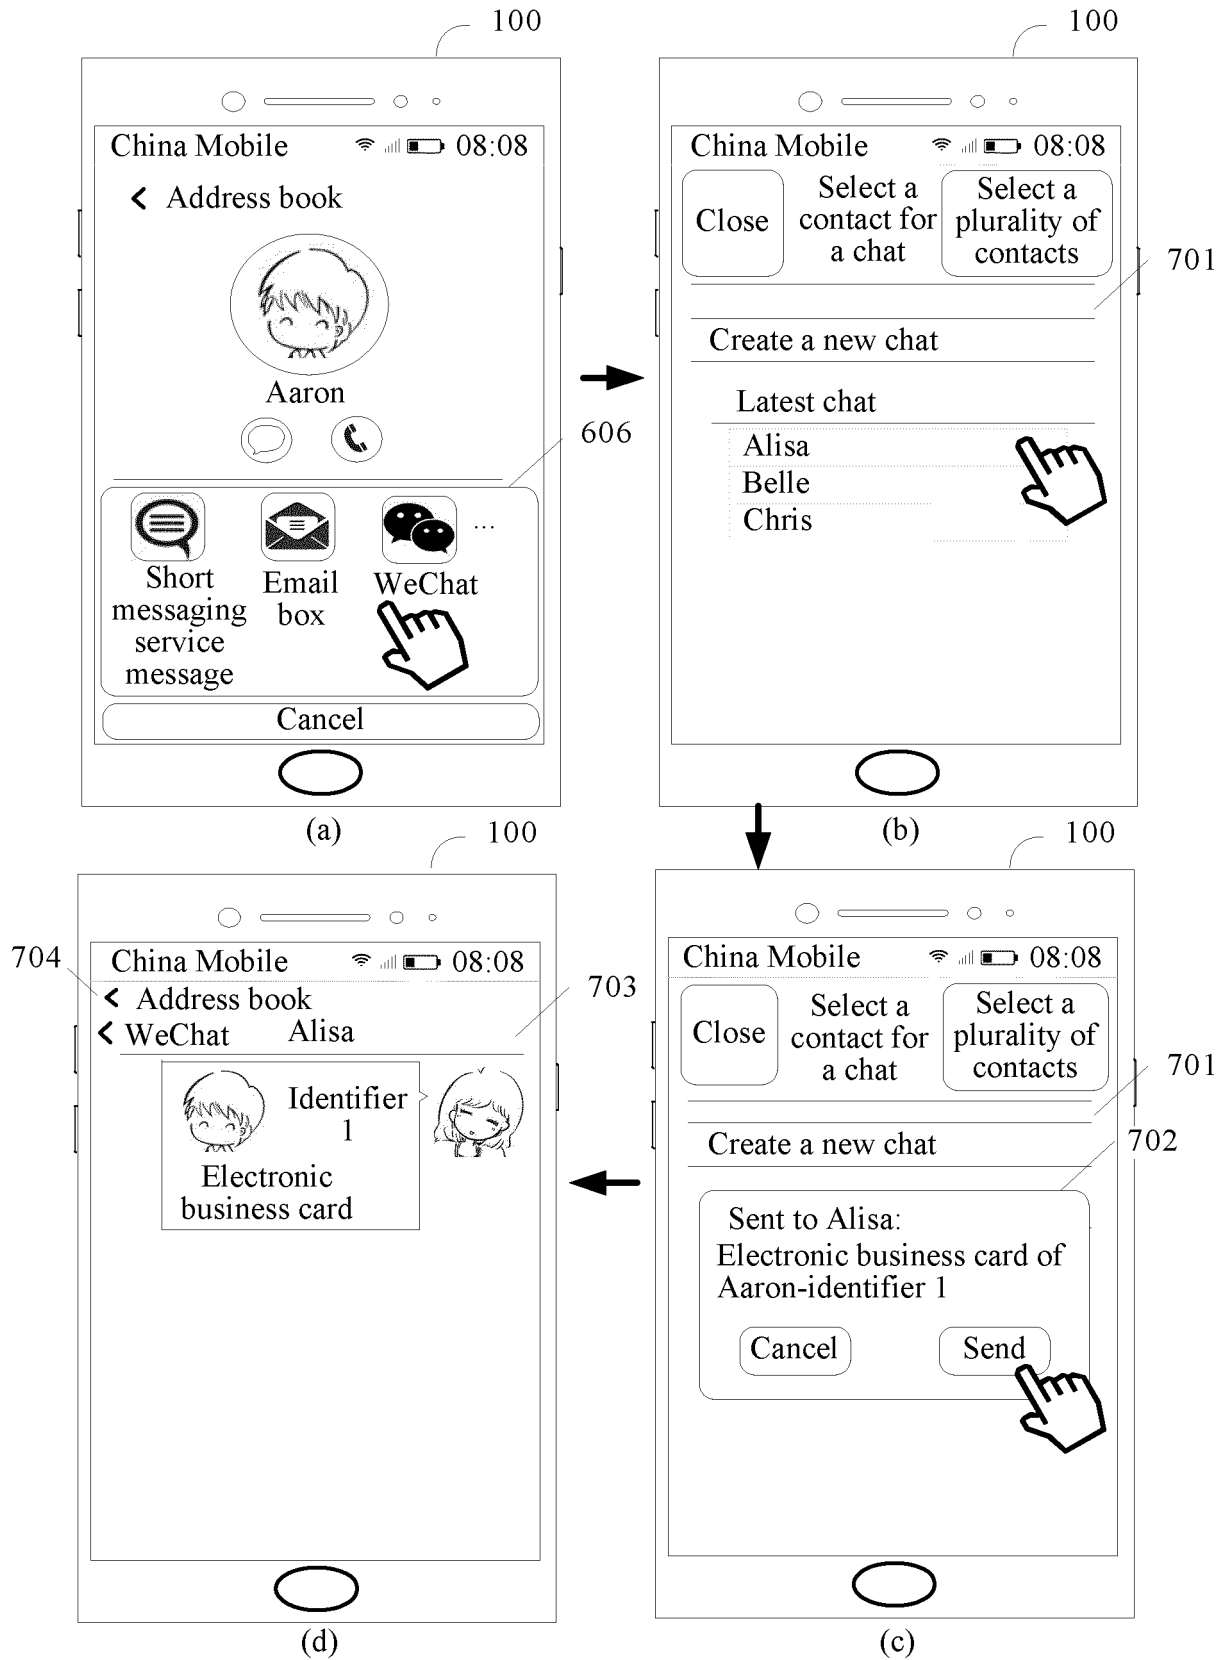 100
China Mobile 08:08
Address book
Aaron
606
...
Short
messaging
service
message
Email
box
WeChat
Cancel
(a)
100
China Mobile 08:08
Close
Select a
contact for
a chat
Select a
plurality of
contacts
701
Create a new chat
Latest chat
Alisa
Belle
Chris
(b)
100
China Mobile 08:08
Close
Select a
contact for
a chat
Select a
plurality of
contacts
701
Create a new chat
702
Sent to Alisa:
Electronic business card of
Aaron-identifier 1
Cancel Send
(c)
100
704
China Mobile 08:08
Address book
703
WeChat Alisa
Identifier
1
Electronic
business card
(d)